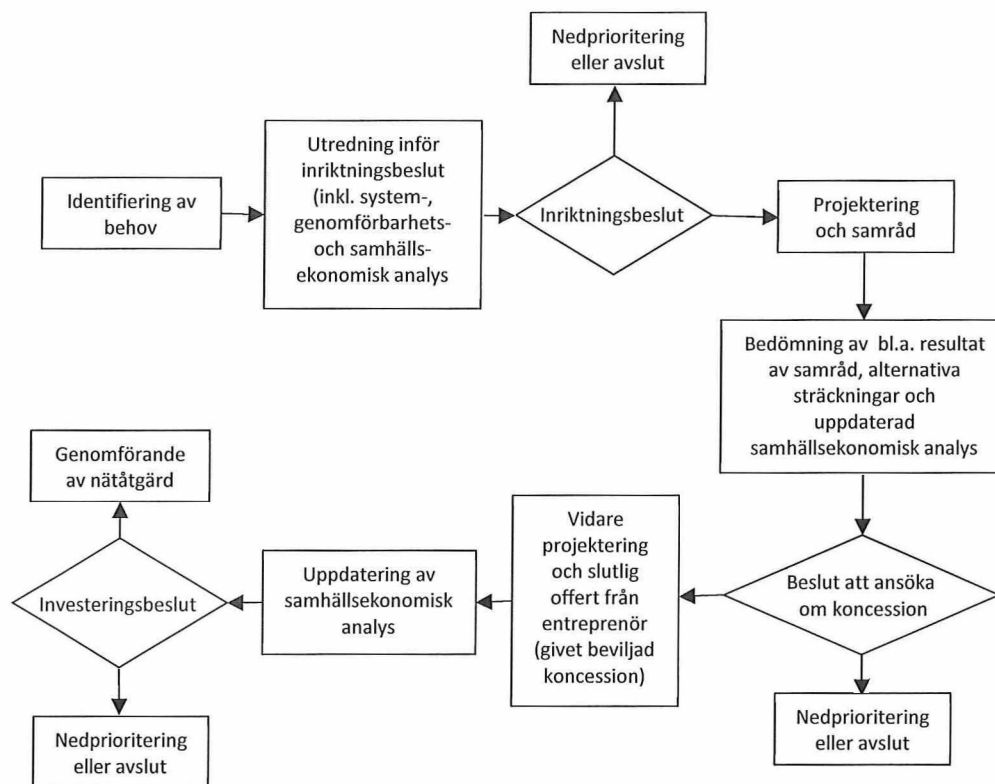 Nedprioritering
eller avslut
Identifiering av
behov
Utredning inför
inriktningsbeslut
(inkl. system-,
genomförbarhets-
och samhälls-
ekonomisk analys
Inriktningsbeslut
Projektering
och samråd
Bedömning av bl.a. resultat
av samråd, alternativa
sträckningar och
uppdaterad
samhällsekonomisk analys
Beslut att ansöka
om koncession
Nedprioritering
eller avslut
Vidare
projektering
och slutlig
offert från
entreprenör
(givet beviljad
koncession)
Uppdatering av
samhällsekonomisk
analys
Investeringsbeslut
Genomförande
av nätåtgärd
Nedprioritering
eller avslut